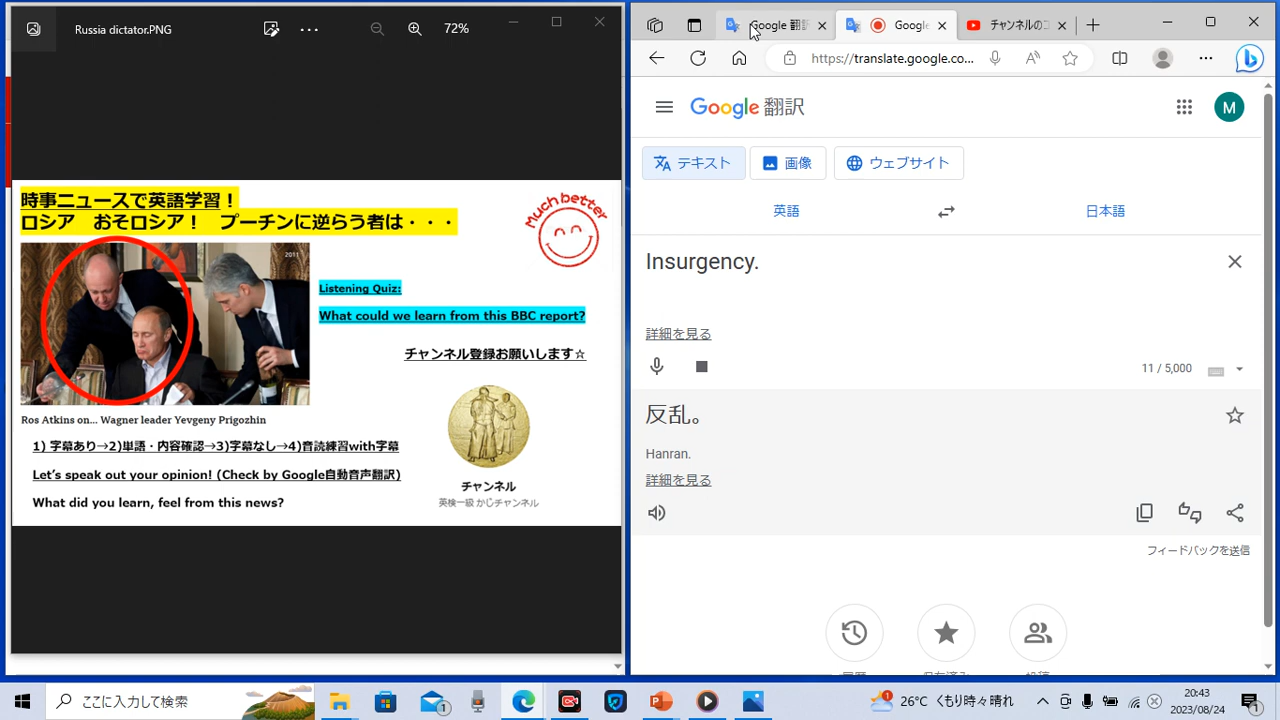 Russia dictator.PNG
72%
時事ニュースで英語学習！
ロシア　おそロシア！　プーチンに逆らう者は・・・
Much better
2011
Listening Quiz:
What could we learn from this BBC report?
チャンネル登録お願いします☆
Ros Atkins on... Wagner leader Yevgeny Prigozhin
1) 字幕あり→2)単語・内容確認→3)字幕なし→4)音読練習with字幕
Let's speak out your opinion! (Check by Google自動音声翻訳)
What did you learn, feel from this news?
チャンネル
英検一級 かじチャンネル
Google 翻訳
Google
チャンネルのコ
https://translate.google.co...
Google 翻訳
M
テキスト
画像
ウェブサイト
英語
日本語
Insurgency.
詳細を見る
11 / 5,000
反乱。
Hanran.
詳細を見る
フィードバックを送信
ここに入力して検索
1
1
26°C くもり時々晴れ
20:43
2023/08/24
1